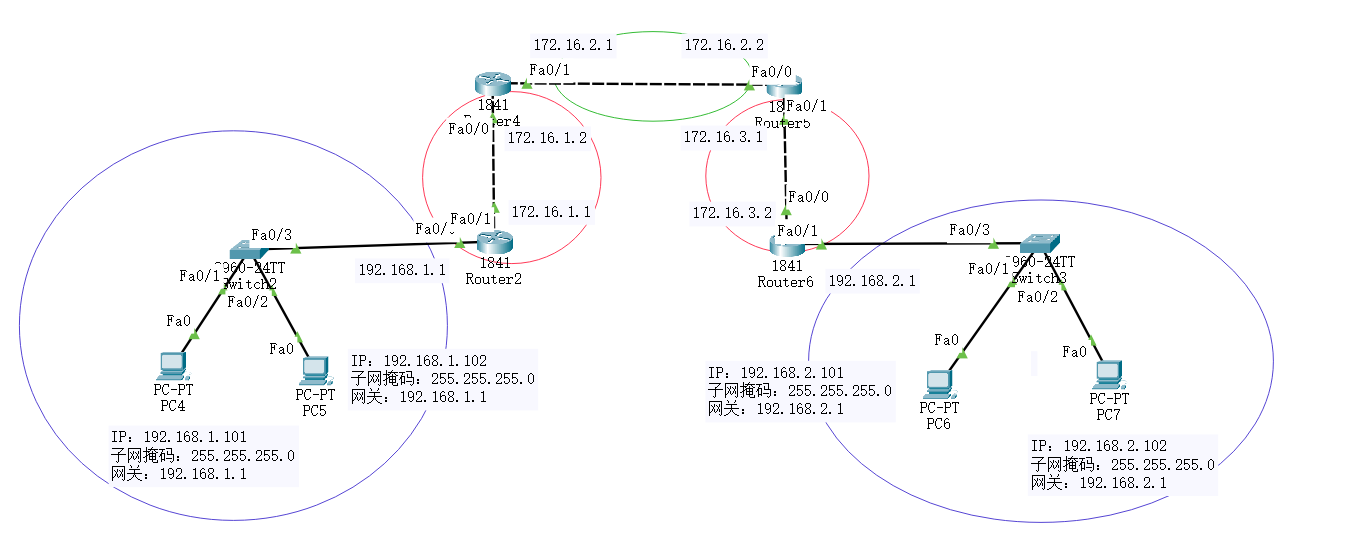 172.16.2.1
172.16.2.2
Fa0/1
Fa0/0
1841
Fa0/0
172.16.1.2
Fa0/1
Router5
172.16.3.1
172.16.1.1
Fa0/1
Fa0/0
172.16.3.2
Fa0/3
1841
Router2
192.168.1.1
Fa0/1
1841
Router6
192.168.2.1
Fa0/3
Fa0/1
2960-24TT
Switch2
Fa0/2
Fa0
Fa0
PC-PT
PC4
PC-PT
PC5
IP：192.168.1.102
子网掩码：255.255.255.0
网关：192.168.1.1
IP：192.168.1.101
子网掩码：255.255.255.0
网关：192.168.1.1
2960-24TT
Switch3
Fa0/1
Fa0/2
Fa0
Fa0
PC-PT
PC6
PC-PT
PC7
IP：192.168.2.101
子网掩码：255.255.255.0
网关：192.168.2.1
IP：192.168.2.102
子网掩码：255.255.255.0
网关：192.168.2.1